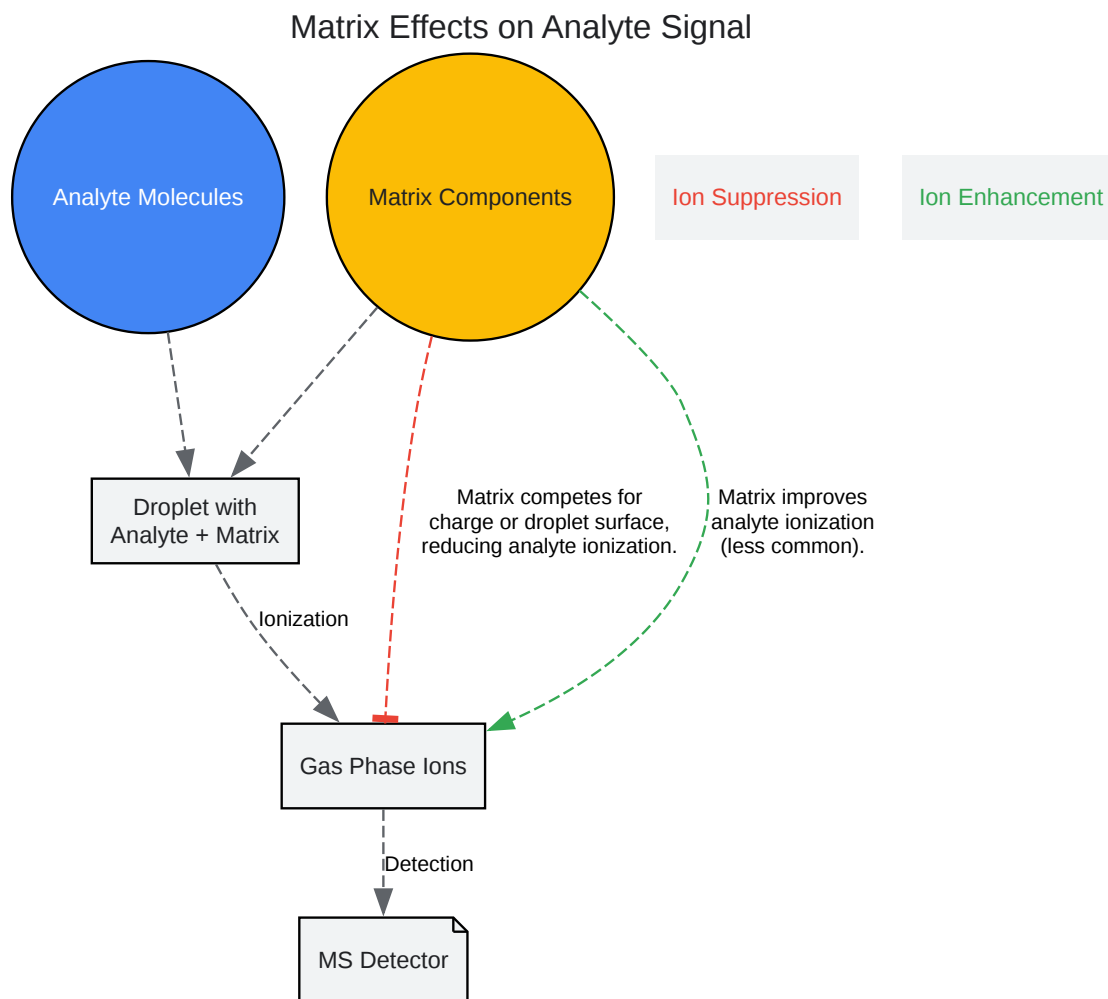 Matrix Effects on Analyte Signal
Analyte Molecules
Matrix Components
Ion Suppression
Ion Enhancement
Droplet with
Analyte + Matrix
Matrix competes for
charge or droplet surface,
reducing analyte ionization.
Matrix improves
analyte ionization
(less common).
Ionization
Gas Phase Ions
Detection
MS Detector